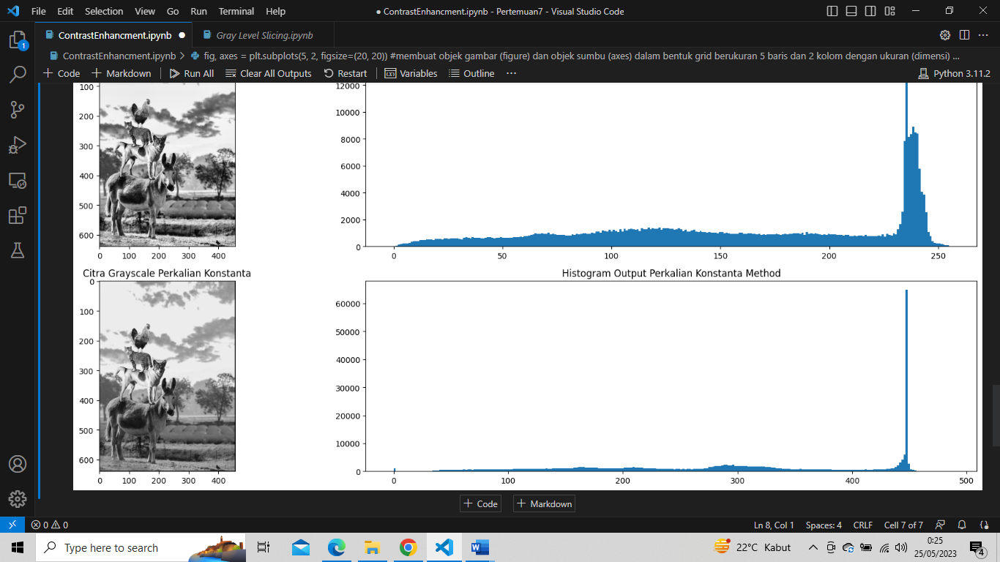 File Edit Selection View Go Run Terminal Help
● ContrastEnhancment.ipynb - Pertemuan7 - Visual Studio Code
ContrastEnhancment.ipynb ● Gray Level Slicing.ipynb
1
ContrastEnhancment.ipynb > fig, axes = plt.subplots(5, 2, figsize=(20, 20)) #membuat objek gambar (figure) dan objek sumbu (axes) dalam bentuk grid berukuran 5 baris dan 2 kolom dengan ukuran (dimensi) ...
+ Code + Markdown Run All Clear All Outputs Restart Variables Outline ... Python 3.11.2
100
200
300
400
500
600
0 100 200 300 400
12000
10000
8000
6000
4000
2000
0
0 50 100 150 200 250
Citra Grayscale Perkalian Konstanta
0
100
200
300
400
500
600
0 100 200 300 400
Histogram Output Perkalian Konstanta Method
60000
50000
40000
30000
20000
10000
0
0 100 200 300 400 500
+ Code + Markdown
0 0 Ln 8, Col 1 Spaces: 4 CRLF Cell 7 of 7
Type here to search
22°C Kabut
0:25
25/05/2023
4